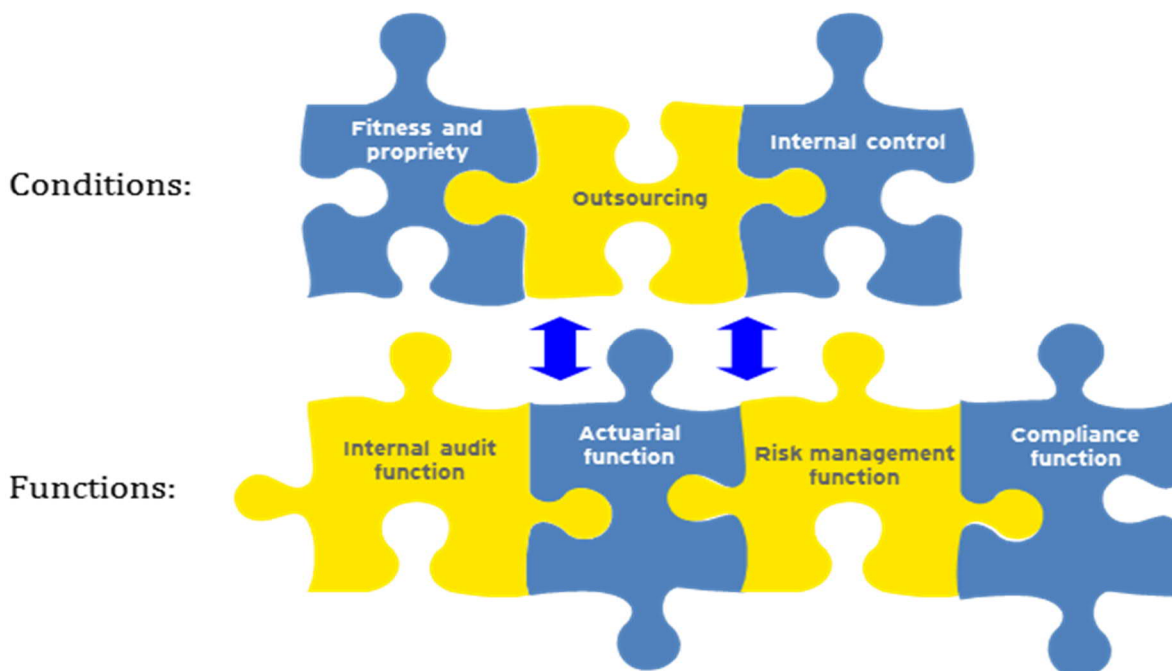 Conditions:
Fitness and
propriety
Outsourcing
Internal control
Functions:
Internal audit
function
Actuarial
function
Risk management
function
Compliance
function